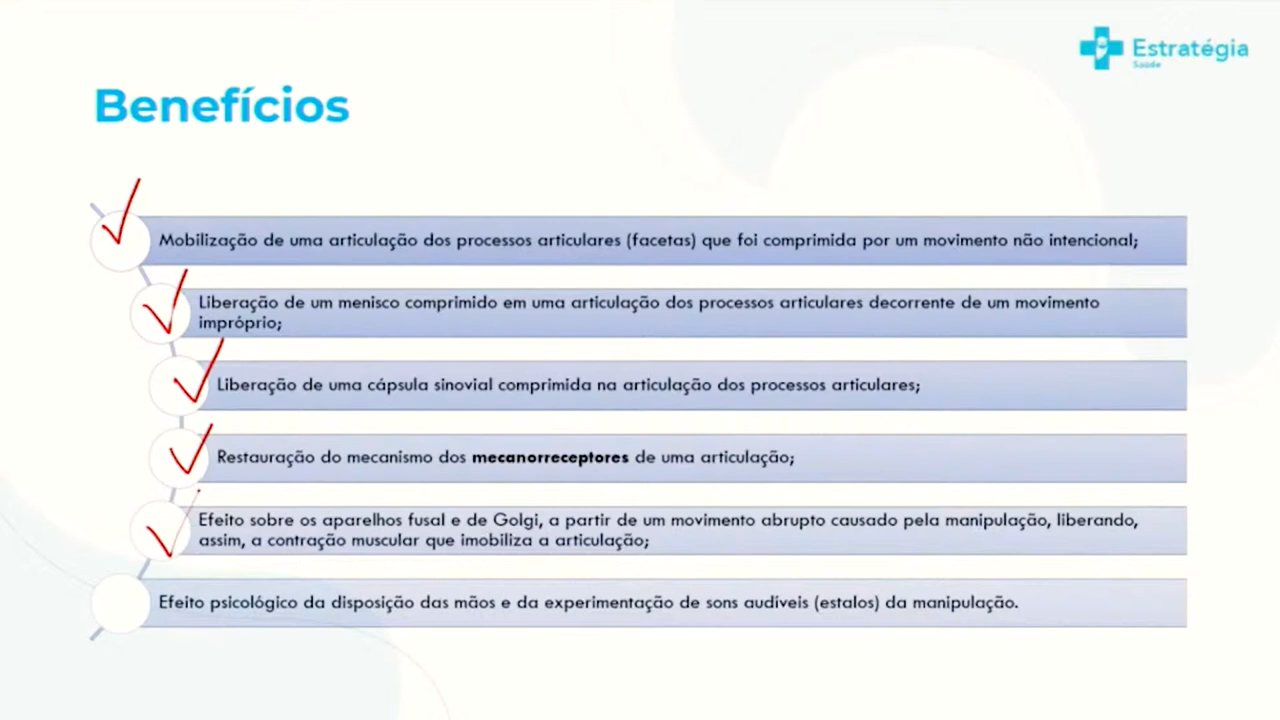 Estratégia
Saúde
Benefícios
Mobilização de uma articulação dos processos articulares (facetas) que foi comprimida por um movimento não intencional;
Liberação de um menisco comprimido em uma articulação dos processos articulares decorrente de um movimento
impróprio;
Liberação de uma cápsula sinovial comprimida na articulação dos processos articulares;
Restauração do mecanismo dos mecanorreceptores de uma articulação;
Efeito sobre os aparelhos fusal e de Golgi, a partir de um movimento abrupto causado pela manipulação, liberando,
assim, a contração muscular que imobiliza a articulação;
Efeito psicológico da disposição das mãos e da experimentação de sons audíveis (estalos) da manipulação.